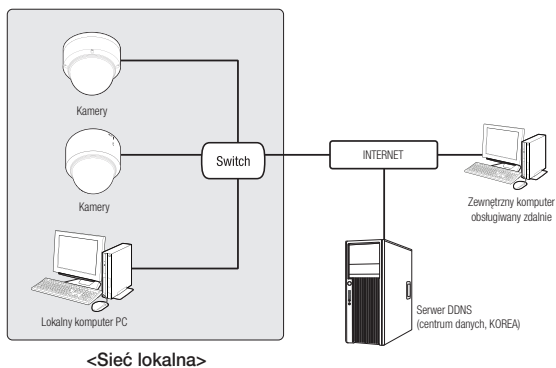 Kamery
Kamery
Switch
INTERNET
Zewnętrzny komputer
obsługiwany zdalnie
Lokalny komputer PC
Serwer DDNS
(centrum danych, KOREA)
<Sieć lokalna>